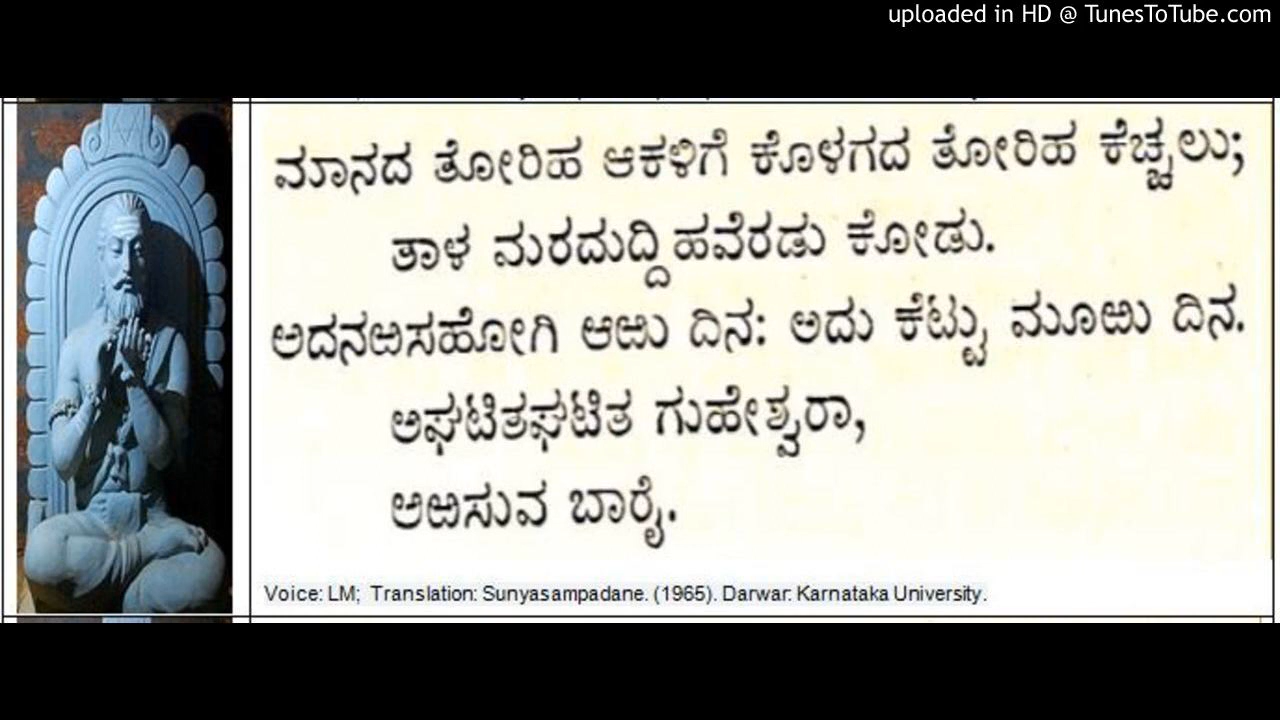 uploaded in HD @ TunesToTube.com
ಮಾನದ ತೋರಿಹ ಆಕಳಿಗೆ ಕೊಳಗದ ತೋರಿಹ ಕೆಚ್ಚಲು;
ತಾಳ ಮರದುದ್ದಿಹವೆರಡು ಕೋಡು.
ಅದನಱಸಹೋಗಿ ಆಱು ದಿನ: ಅದು ಕೆಟ್ಟು ಮೂಱು ದಿನ.
ಅಘಟಿತಘಟಿತ ಗುಹೇಶ್ವರಾ,
ಅಱಸುವ ಬಾರೈ.
Voice: LM; Translation: Sunyasampadane. (1965). Darwar: Karnataka University.